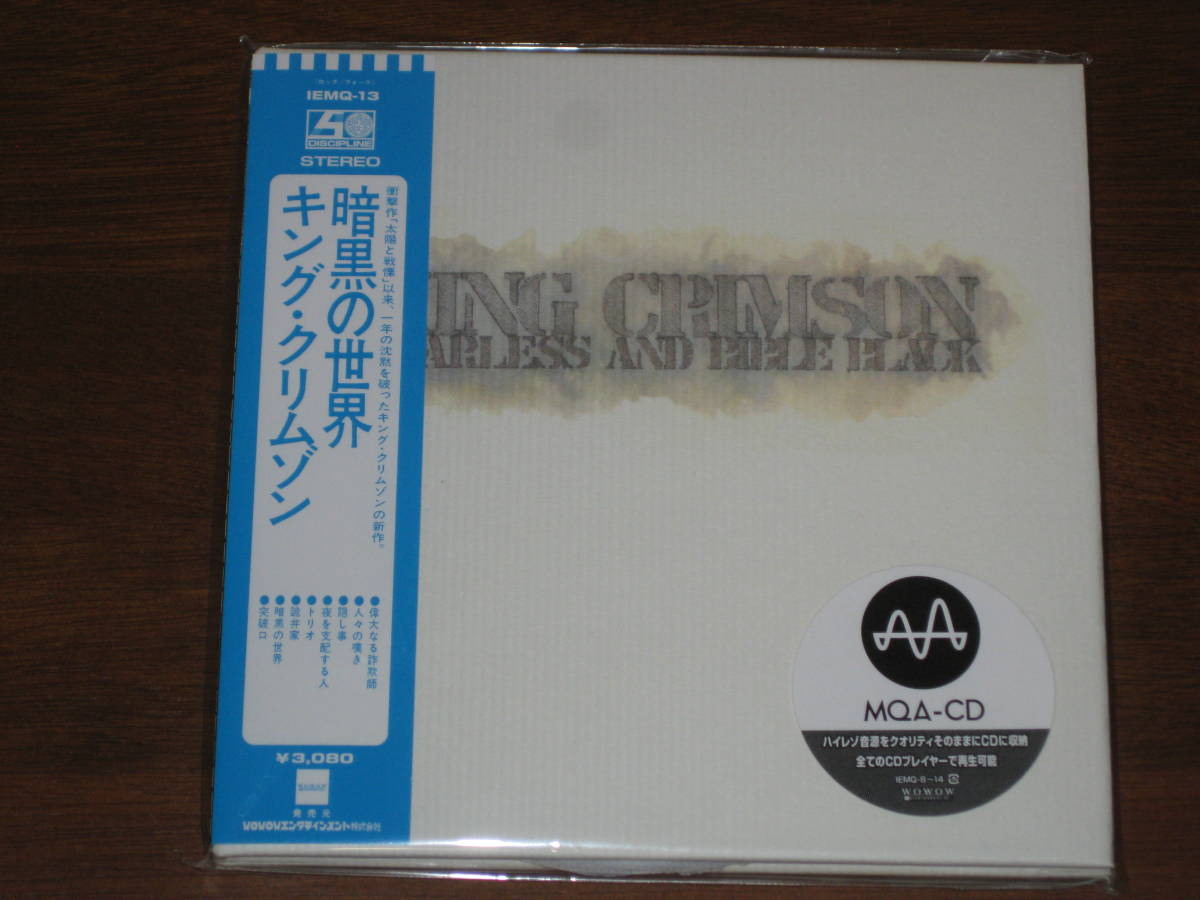 (ロック/フォーク)
IEMQ-13
DISCIPLINE
STEREO
衝撃作「太陽と戦慄」以来、一年の沈黙を破ったキング・クリムゾンの新作。
暗黒の世界
キング・クリムゾン
●偉大なる詐欺師
●人々の嘆き
●隠し事
●夜を支配する人
●トリオ
●詭弁家
●暗黒の世界
●突破口
¥3,080
発売元
WOWOWエンタテインメント株式会社
ING CRIMSON
ARLESS AND BIBLE BLACK
MQA-CD
ハイレゾ音源をクオリティそのままにCDに収納
全てのCDプレイヤーで再生可能
IEMQ-8~14
WOWOW